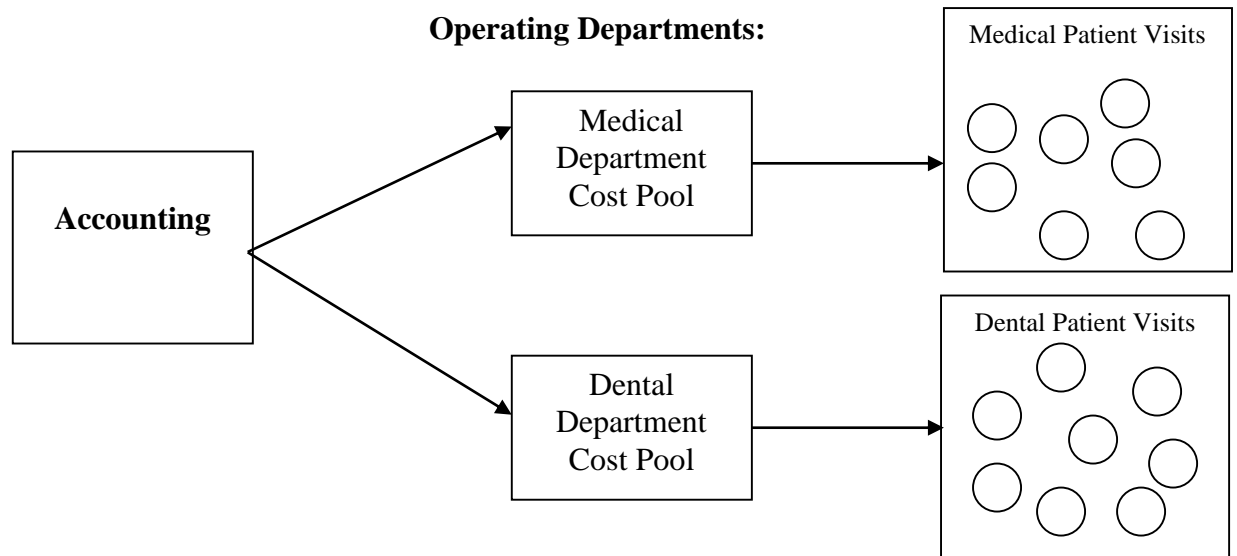 Operating Departments:
Accounting
Medical
Department
Cost Pool
Medical Patient Visits
Dental
Department
Cost Pool
Dental Patient Visits